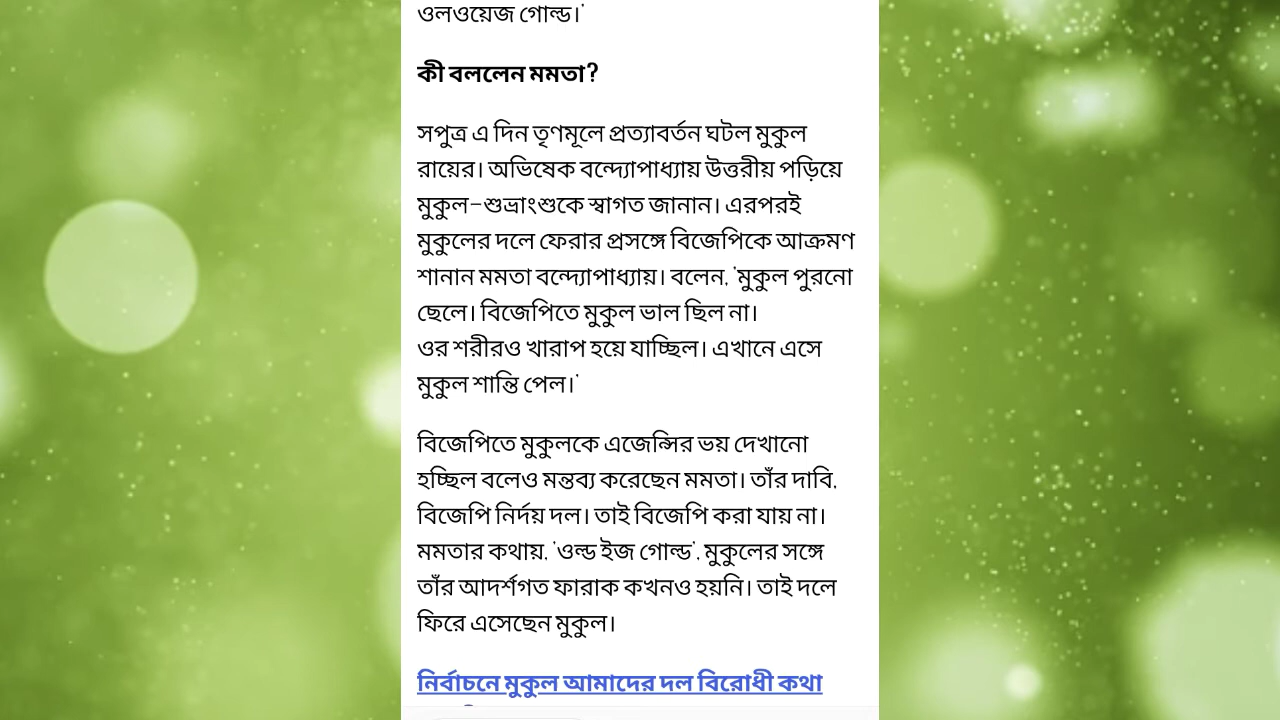 ওলওয়েজ গোল্ড।'
কী বললেন মমতা?
সপুত্র এ দিন তৃণমূলে প্রত্যাবর্তন ঘটল মুকুল
রায়ের। অভিষেক বন্দ্যোপাধ্যায় উত্তরীয় পড়িয়ে
মুকুল–শুভ্রাংশুকে স্বাগত জানান। এরপরই
মুকুলের দলে ফেরার প্রসঙ্গে বিজেপিকে আক্রমণ
শানান মমতা বন্দ্যোপাধ্যায়। বলেন, 'মুকুল পুরনো
ছেলে। বিজেপিতে মুকুল ভাল ছিল না।
ওর শরীরও খারাপ হয়ে যাচ্ছিল। এখানে এসে
মুকুল শান্তি পেল।'
বিজেপিতে মুকুলকে এজেন্সির ভয় দেখানো
হচ্ছিল বলেও মন্তব্য করেছেন মমতা। তাঁর দাবি,
বিজেপি নির্দয় দল। তাই বিজেপি করা যায় না।
মমতার কথায়, 'ওল্ড ইজ গোল্ড', মুকুলের সঙ্গে
তাঁর আদর্শগত ফারাক কখনও হয়নি। তাই দলে
ফিরে এসেছেন মুকুল।
নির্বাচনে মুকুল আমাদের দল বিরোধী কথা